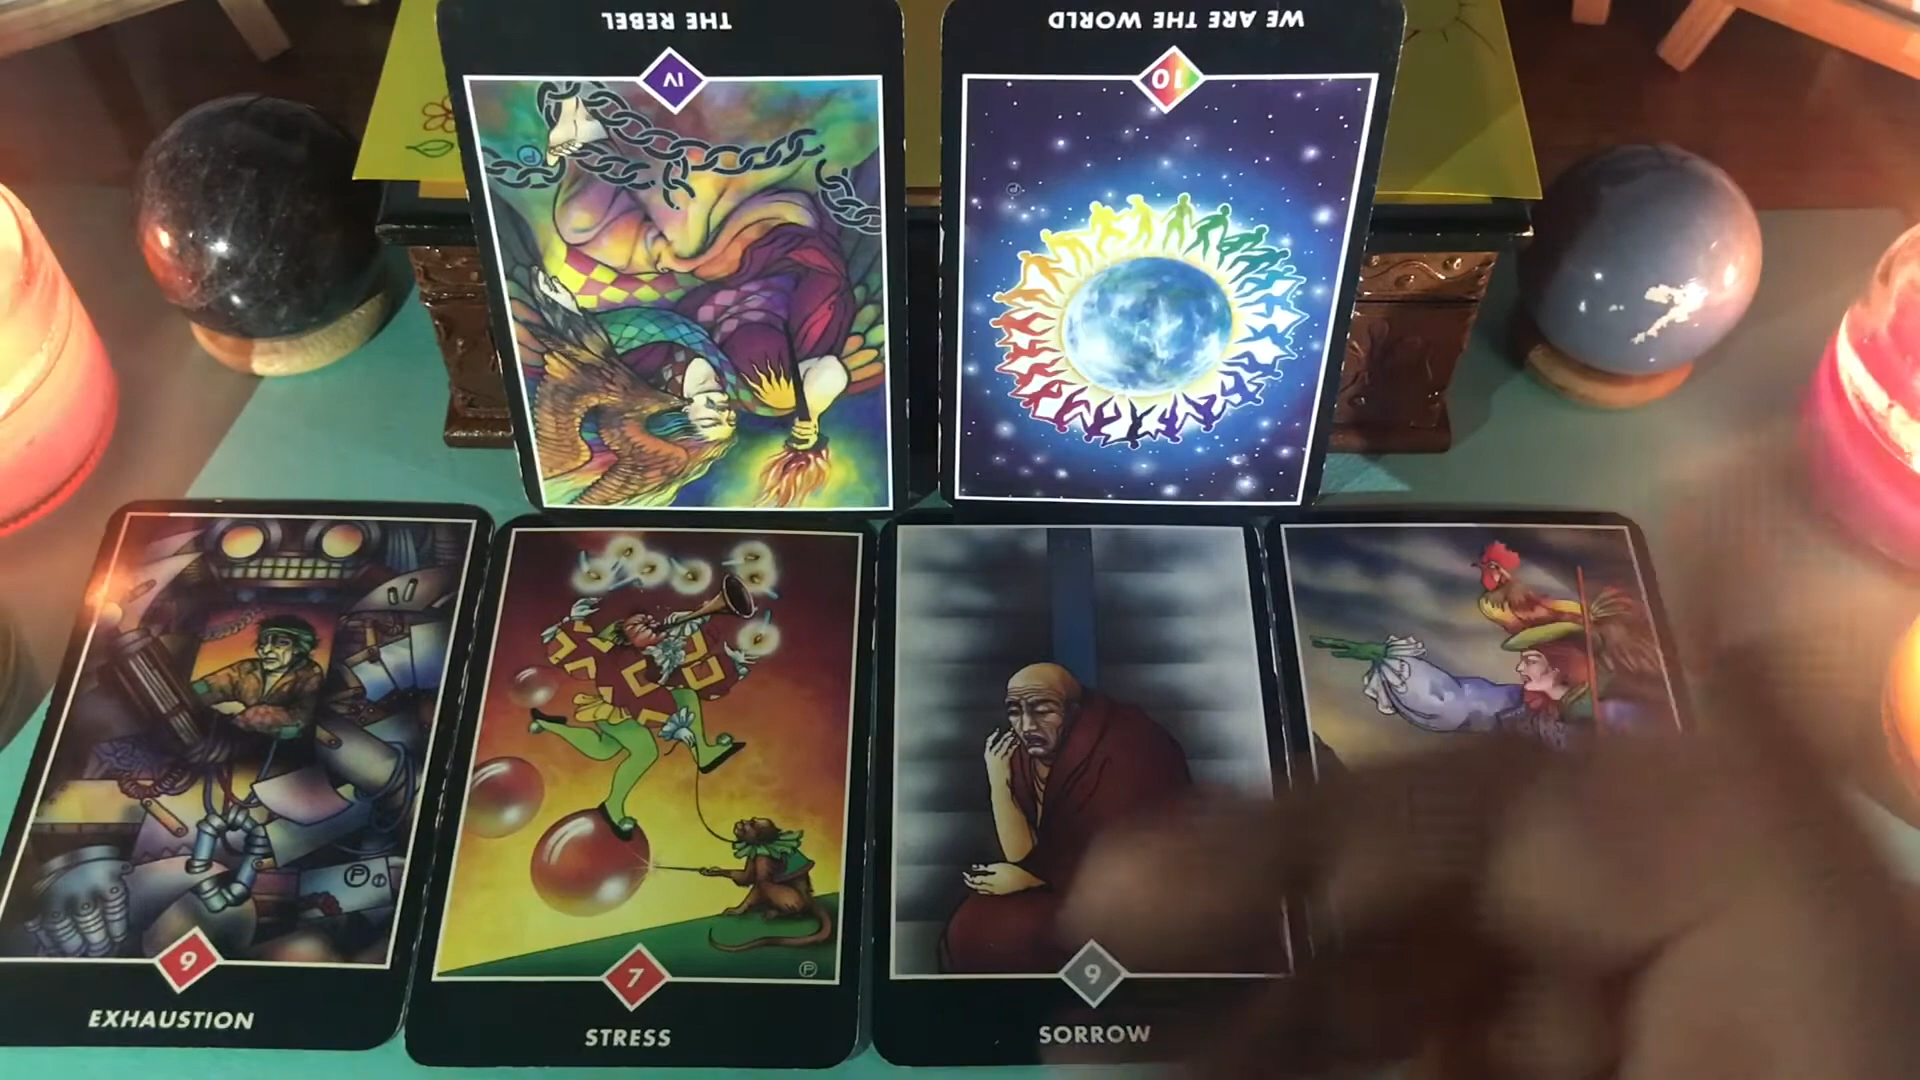 THE REBEL
IV
WE ARE THE WORLD
10
9
EXHAUSTION
7
STRESS
9
SORROW